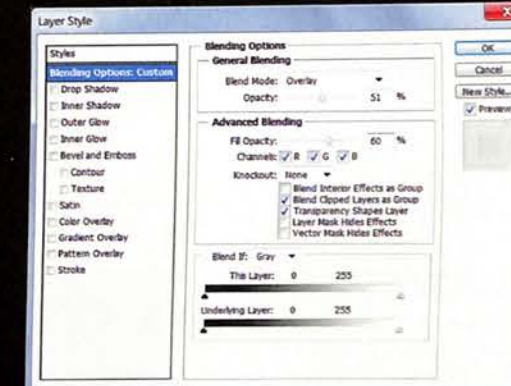 Layer Style
Styles
Blending Options: Custom
Drop Shadow
Inner Shadow
Outer Glow
Inner Glow
Bevel and Emboss
Contour
Texture
Satin
Color Overlay
Gradient Overlay
Pattern Overlay
Stroke
Blending Options
General Blending
Blend Mode: Overlay
Opacity: 51 %
Advanced Blending
Fill Opacity: 60 %
Channels: R G B
Knockout: None
Blend Interior Effects as Group
Blend Clipped Layers as Group
Transparency Shapes Layer
Layer Mask Hides Effects
Vector Mask Hides Effects
Blend If: Gray
This Layer: 0 255
Underlying Layer: 0 255
OK
Cancel
New Style...
Preview